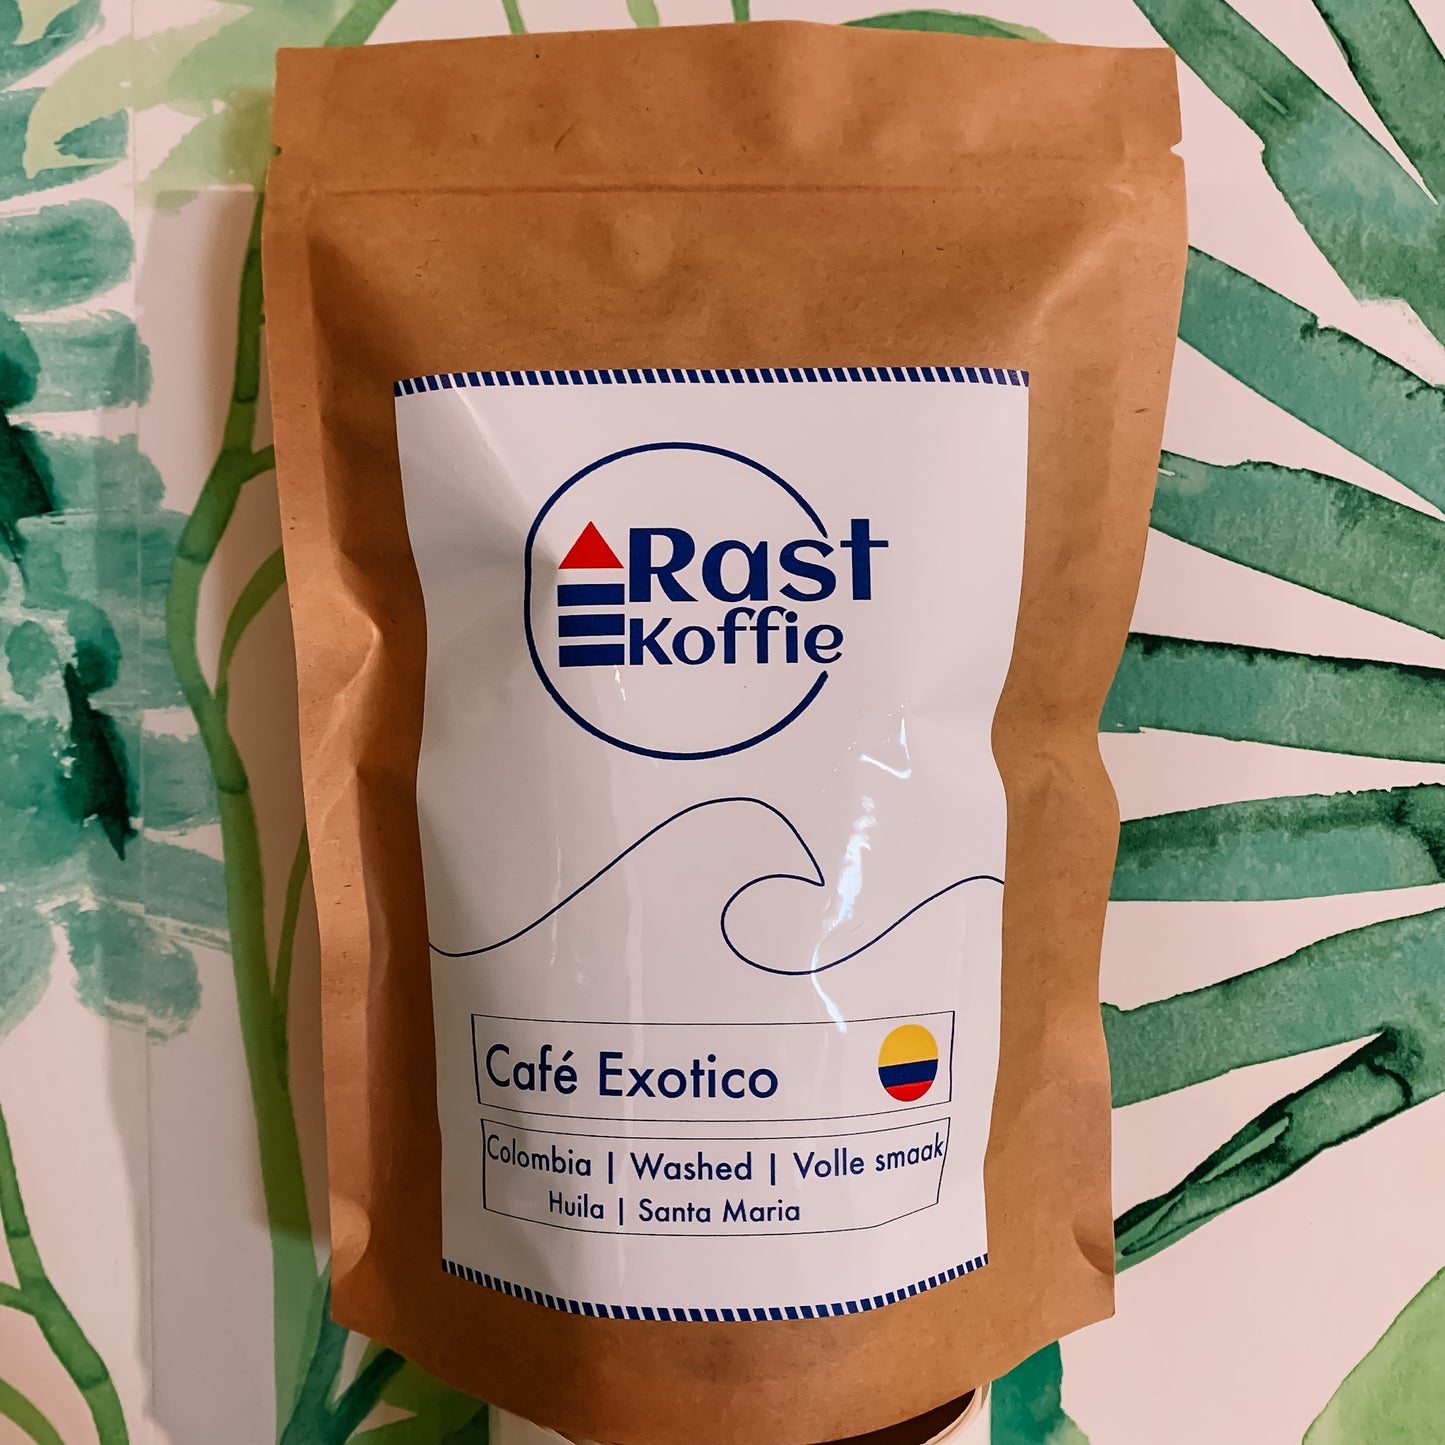 Rast
Koffie
Café Exotico
Colombia | Washed | Volle smaak
Huila | Santa Maria